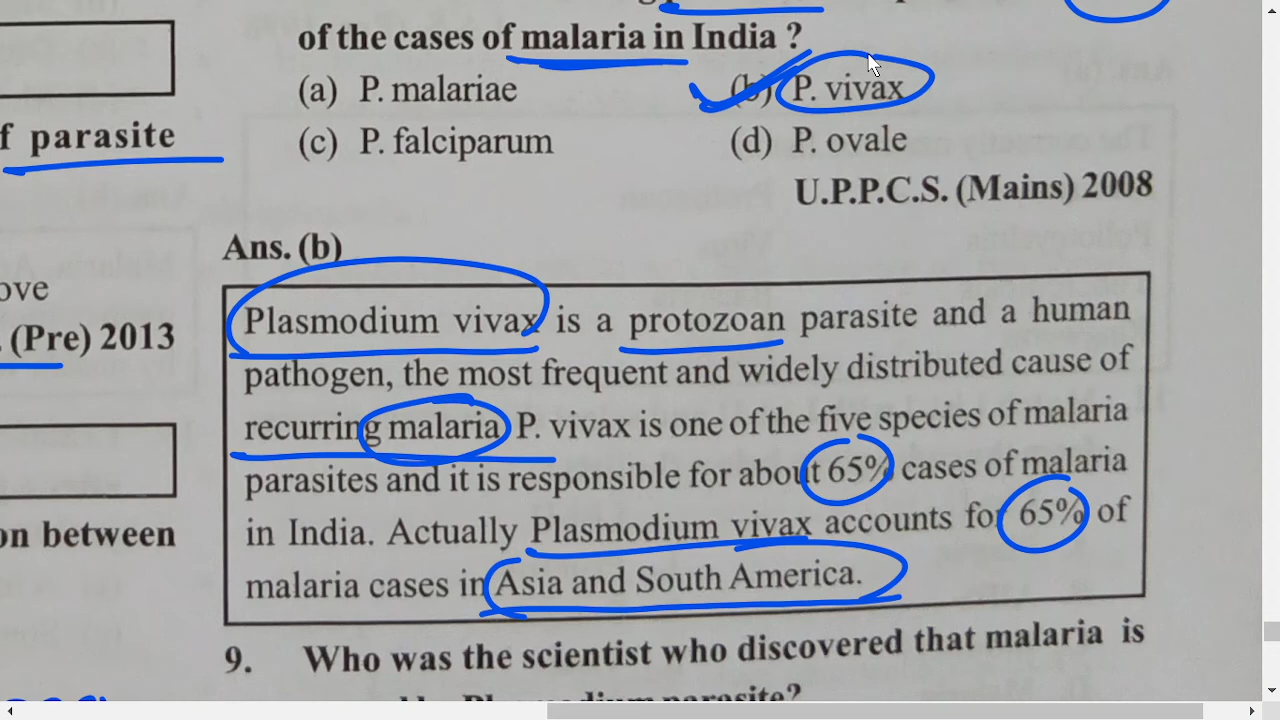 of the cases of malaria in India ?
(a) P. malariae
(b) P. vivax
(c) P. falciparum
(d) P. ovale
U.P.P.C.S. (Mains) 2008
Ans. (b)
Plasmodium vivax is a protozoan parasite and a human
pathogen, the most frequent and widely distributed cause of
recurring malaria P. vivax is one of the five species of malaria
parasites and it is responsible for about 65% cases of malaria
in India. Actually Plasmodium vivax accounts for 65% of
malaria cases in Asia and South America.
9. Who was the scientist who discovered that malaria is
Plasmodium parasite?
f parasite
ove
. (Pre) 2013
on between